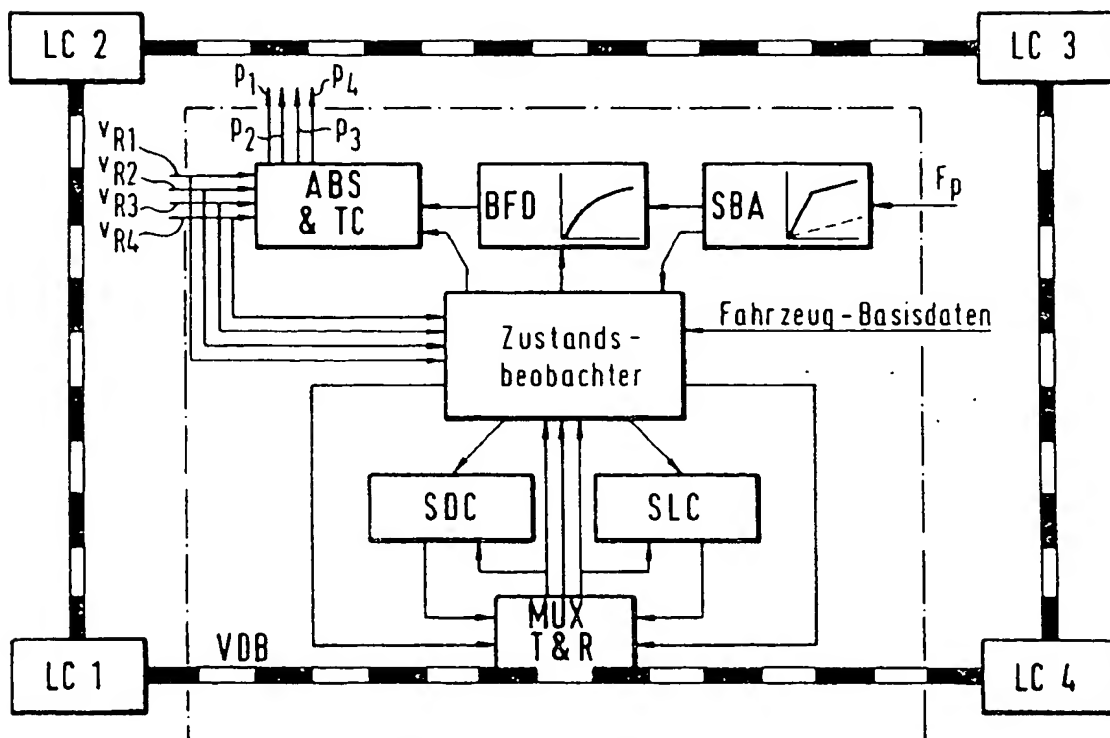 LC 2
LC 3
P1
P4
P2
P3
vR1
vR2
vR3
vR4
ABS
& TC
BFD
SBA
Fp
Fahrzeug-Basisdaten
Zustands-
beobachter
SDC
SLC
MUX
T & R
VDB
LC 1
LC 4